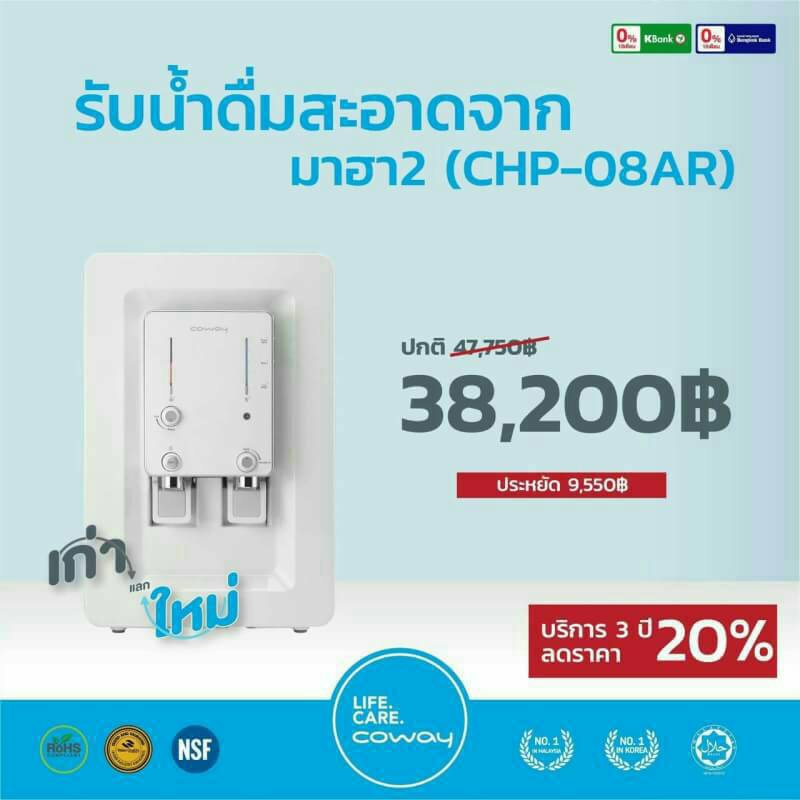 0% KBank
0% Bangkok Bank
รับน้ำดื่มสะอาดจาก
มาฮา2 (CHP-08AR)
coway
ปกติ 47,750฿
38,200฿
ประหยัด 9,550฿
เก่า
แลก
ใหม่
บริการ 3 ปี
ลดราคา
20%
LIFE.
CARE.
coway
RoHS
COMPLIANT
NSF
NO. 1
IN MALAYSIA
NO. 1
IN KOREA